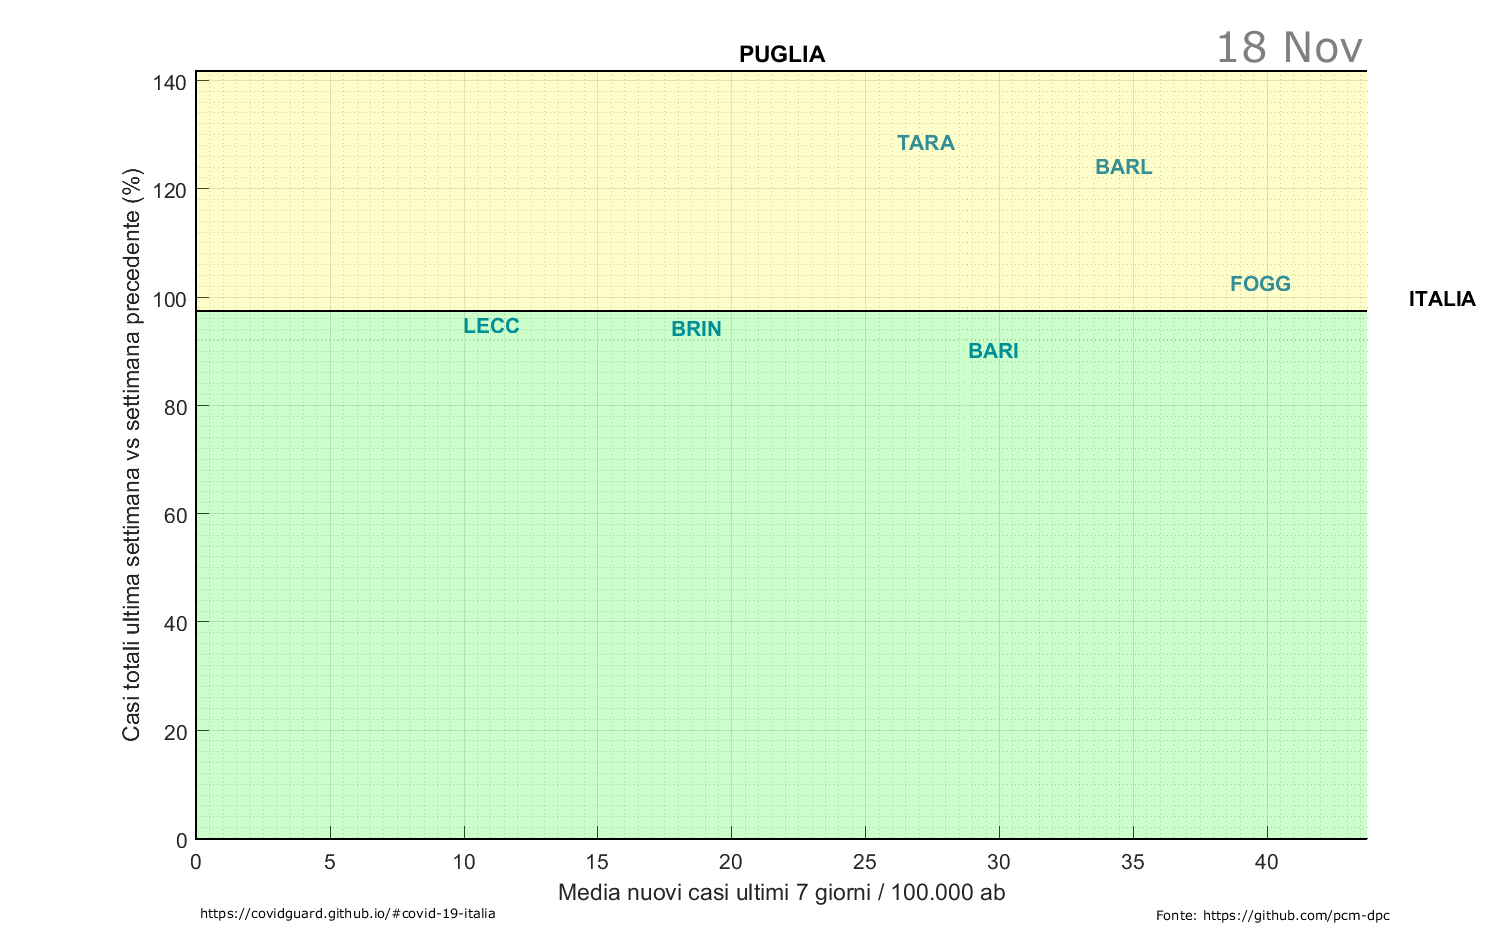 PUGLIA
18 Nov
140
TARA
BARL
120
FOGG
100
ITALIA
LECC
BRIN
BARI
80
60
40
20
0
Casi totali ultima settimana vs settimana precedente (%)
0 5 10 15 20 25 30 35 40
Media nuovi casi ultimi 7 giorni / 100.000 ab
https://covidguard.github.io/#covid-19-italia
Fonte: https://github.com/pcm-dpc